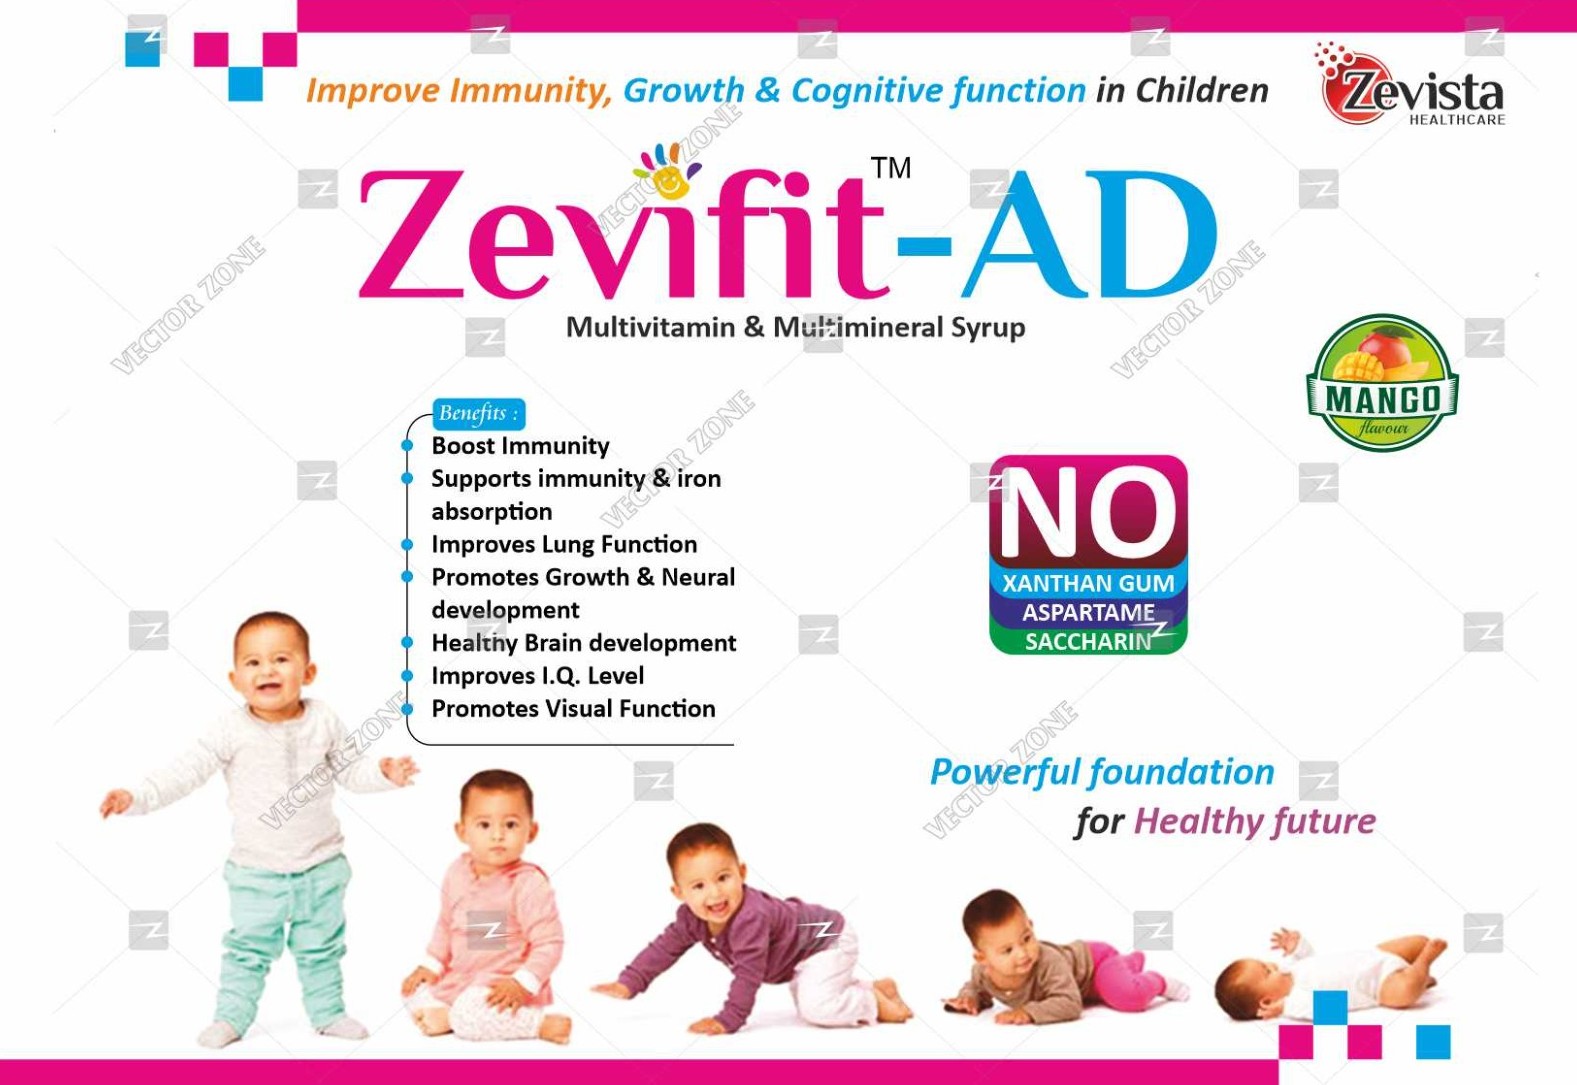 Improve Immunity, Growth & Cognitive function in Children
Zevista
HEALTHCARE
Zevifit™-AD
Multivitamin & Multimineral Syrup
MANGO
flavour
Benefits :
Boost Immunity
Supports immunity & iron
absorption
Improves Lung Function
Promotes Growth & Neural
development
Healthy Brain development
Improves I.Q. Level
Promotes Visual Function
NO
XANTHAN GUM
ASPARTAME
SACCHARIN
Powerful foundation
for Healthy future
VECTOR ZONE
VECTOR ZONE
VECTOR ZONE
VECTOR ZONE
VECTOR ZONE
VECTOR ZONE